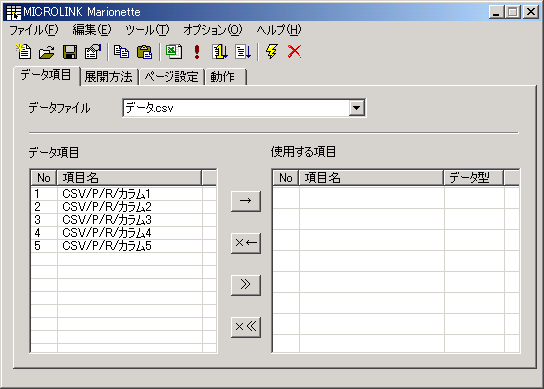 MICROLINK Marionette
ファイル(F) 編集(E) ツール(T) オプション(O) ヘルプ(H)
データ項目 展開方法 ページ設定 動作
データファイル データ.csv
データ項目 使用する項目
No 項目名 No 項目名 データ型
1 CSV/P/R/カラム1
2 CSV/P/R/カラム2
3 CSV/P/R/カラム3
4 CSV/P/R/カラム4
5 CSV/P/R/カラム5
→
×←
≫
×≪